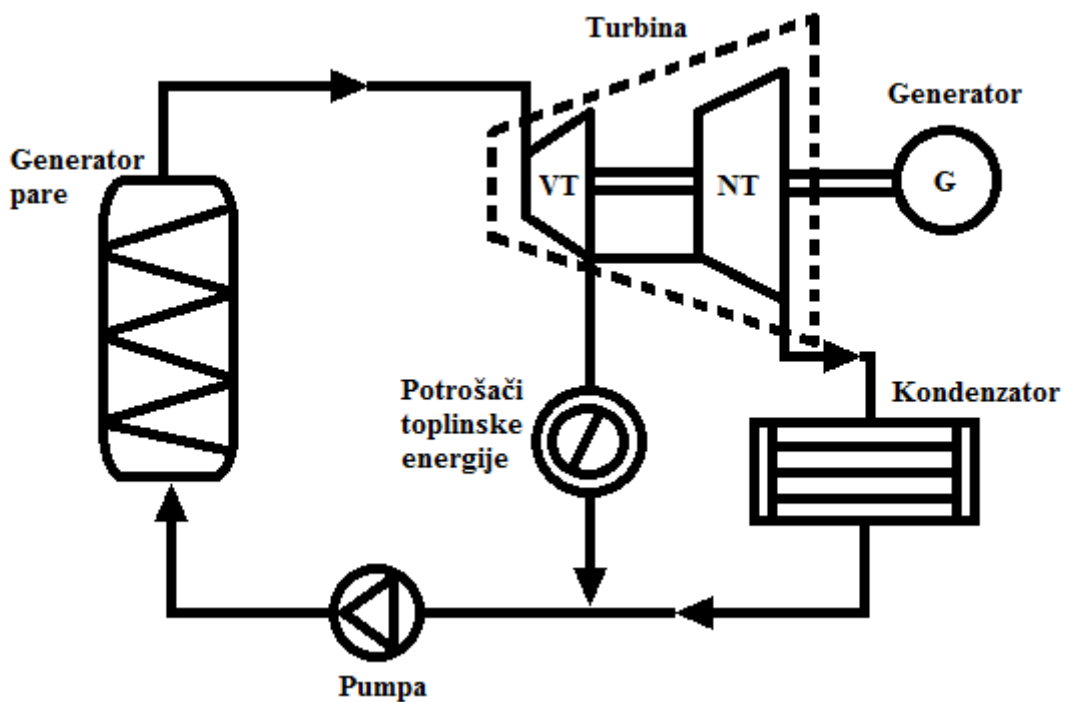 Turbina
Generator
Generator
pare
VT
NT
G
Potrošači
toplinske
energije
Kondenzator
Pumpa